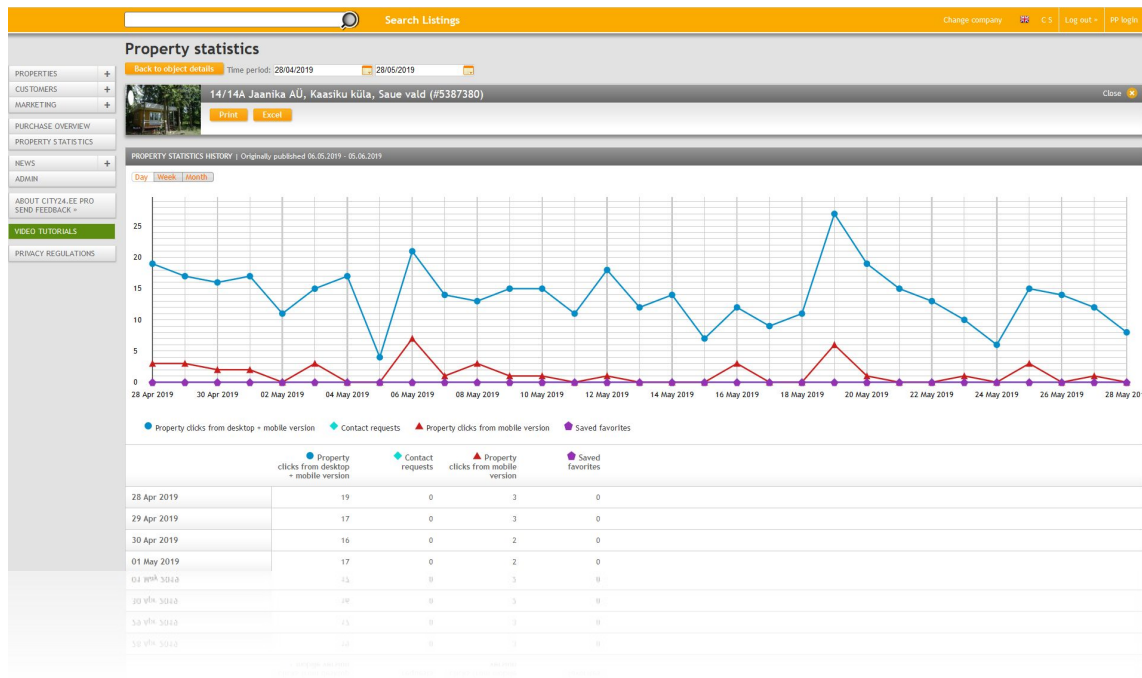 Search Listings
Change company C S Log out » PP login
Property statistics
Back to object details Time period: 28/04/2019 28/05/2019
PROPERTIES +
CUSTOMERS +
MARKETING +
PURCHASE OVERVIEW
PROPERTY STATISTICS
NEWS +
ADMIN
ABOUT CITY24.EE PRO
SEND FEEDBACK »
VIDEO TUTORIALS
PRIVACY REGULATIONS
14/14A Jaanika AÜ, Kaasiku küla, Saue vald (#5387380)
Close
Print Excel
PROPERTY STATISTICS HISTORY | Originally published 06.05.2019 - 05.06.2019
Day Week Month
25
20
15
10
5
0
28 Apr 2019 30 Apr 2019 02 May 2019 04 May 2019 06 May 2019 08 May 2019 10 May 2019 12 May 2019 14 May 2019 16 May 2019 18 May 2019 20 May 2019 22 May 2019 24 May 2019 26 May 2019 28 May 20
Property clicks from desktop + mobile version Contact requests Property clicks from mobile version Saved favorites
Property clicks from desktop + mobile version
Contact requests
Property clicks from mobile version
Saved favorites
28 Apr 2019 19 0 3 0
29 Apr 2019 17 0 3 0
30 Apr 2019 16 0 2 0
01 May 2019 17 0 2 0